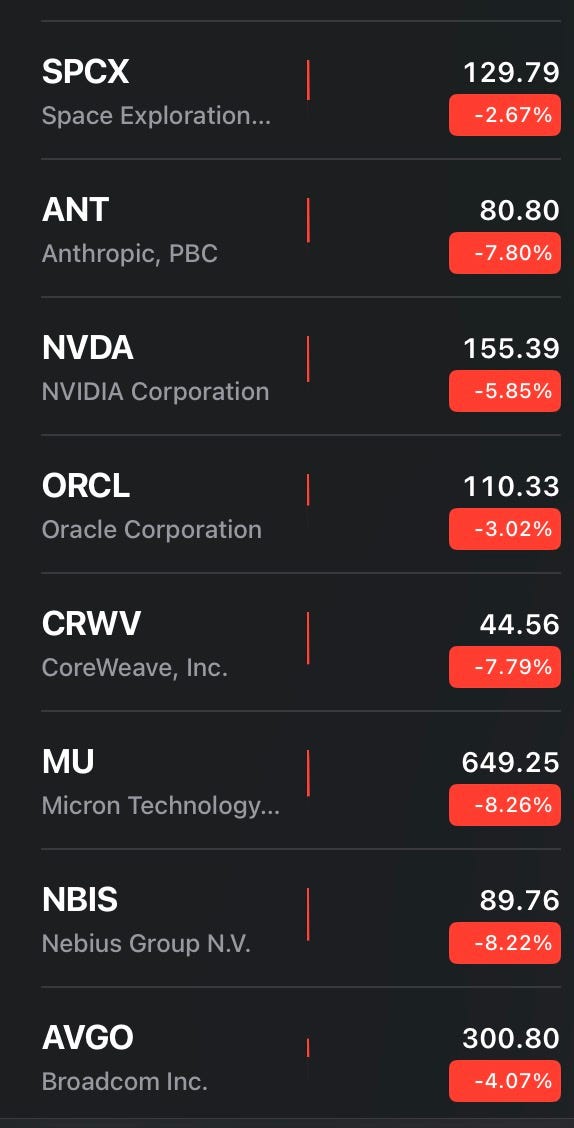 SPCX
129.79
Space Exploration...
-2.67%
ANT
80.80
Anthropic, PBC
-7.80%
NVDA
155.39
NVIDIA Corporation
-5.85%
ORCL
110.33
Oracle Corporation
-3.02%
CRWV
44.56
CoreWeave, Inc.
-7.79%
MU
649.25
Micron Technology...
-8.26%
NBIS
89.76
Nebius Group N.V.
-8.22%
AVGO
300.80
Broadcom Inc.
-4.07%